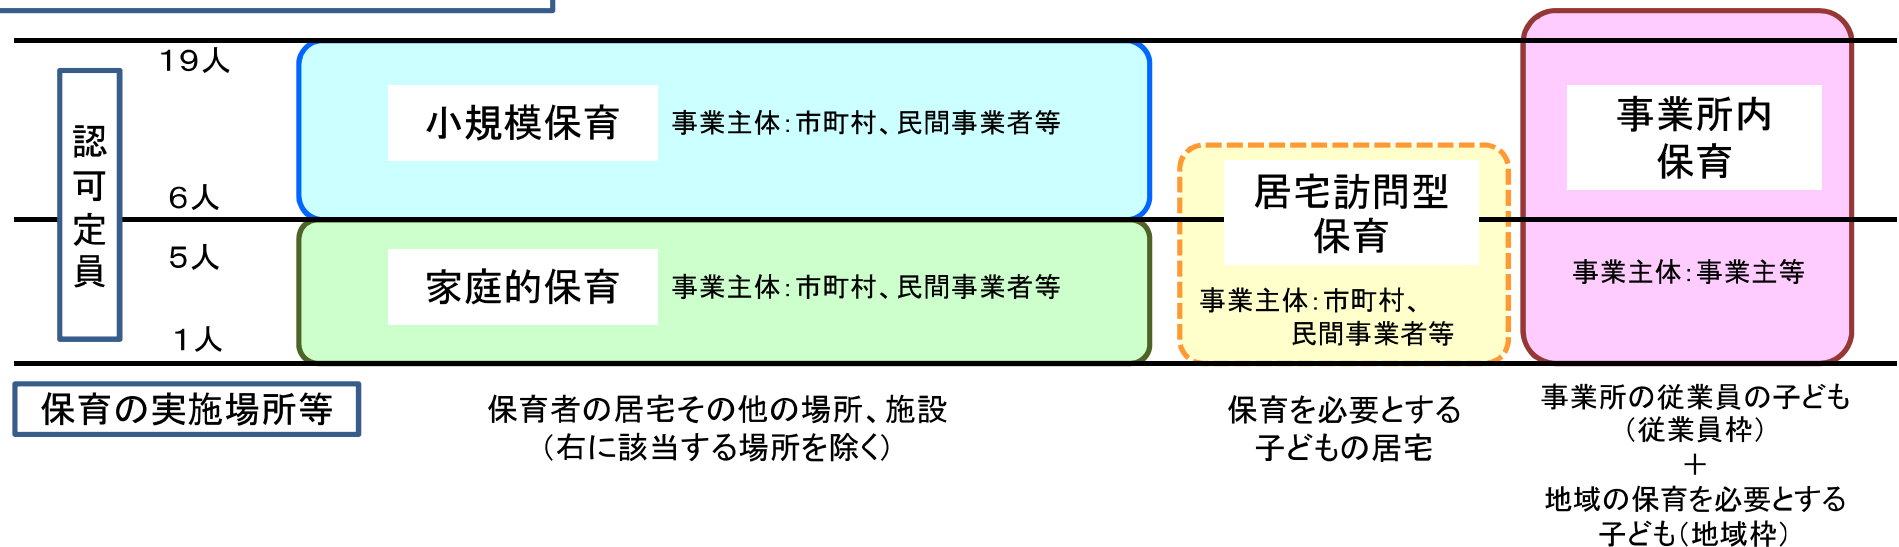 認可定員
19人
6人
5人
1人
小規模保育
事業主体：市町村、民間事業者等
家庭的保育
事業主体：市町村、民間事業者等
居宅訪問型
保育
事業主体：市町村、
民間事業者等
事業所内
保育
事業主体：事業主等
保育の実施場所等
保育者の居宅その他の場所、施設
（右に該当する場所を除く）
保育を必要とする
子どもの居宅
事業所の従業員の子ども
（従業員枠）
＋
地域の保育を必要とする
子ども（地域枠）